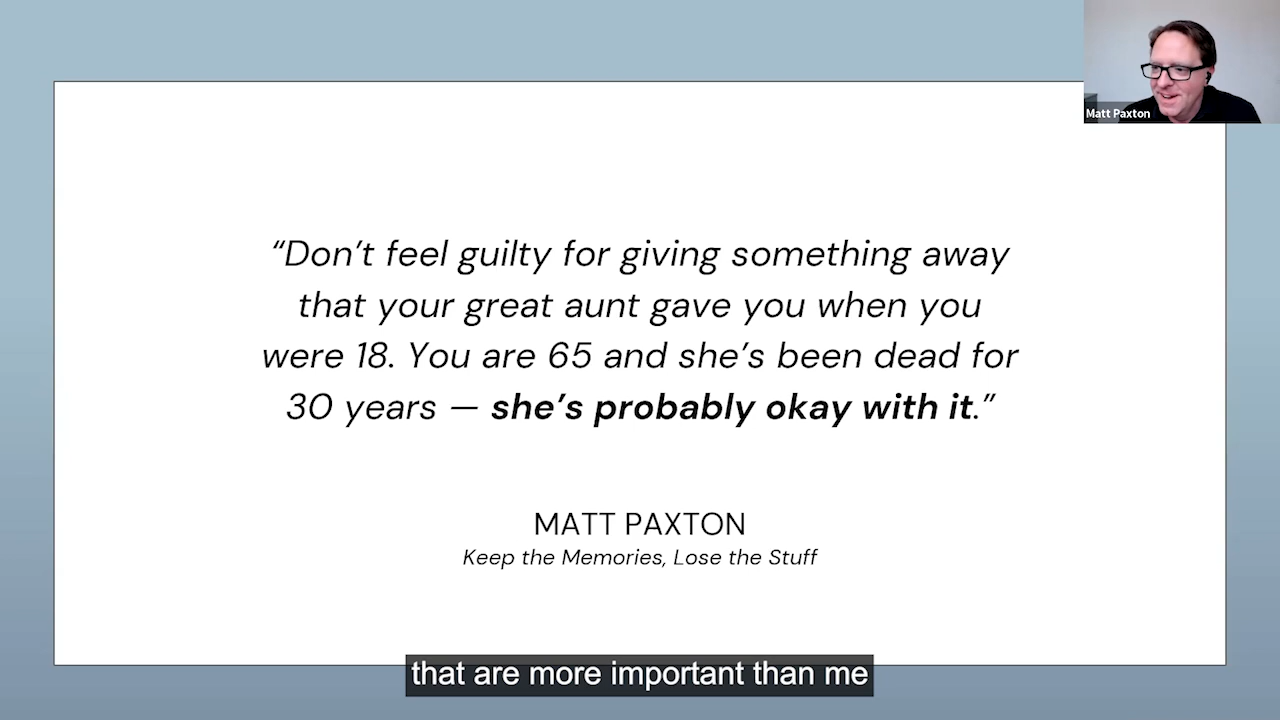 Matt Paxton
“Don’t feel guilty for giving something away
that your great aunt gave you when you
were 18. You are 65 and she’s been dead for
30 years — she’s probably okay with it.”
MATT PAXTON
Keep the Memories, Lose the Stuff
that are more important than me